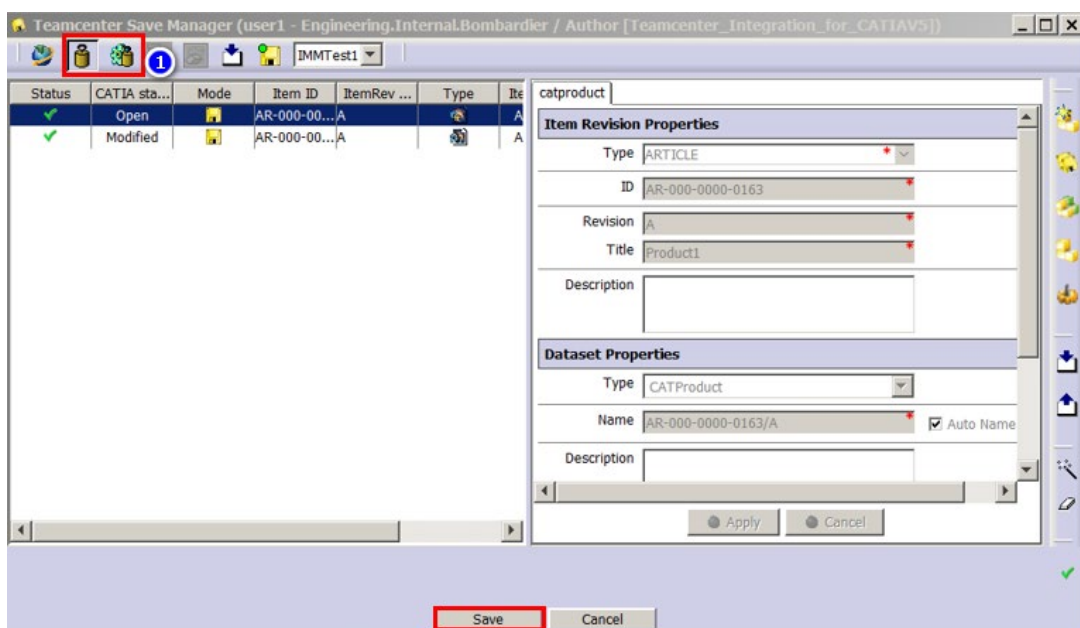 Teamcenter Save Manager (user1 - Engineering.Internal.Bombardier / Author [Teamcenter_Integration_for_CATIAV5])
1
IMMTest1
Status CATIA sta... Mode Item ID ItemRev ... Type Ite
Open AR-000-00... A A
Modified AR-000-00... A A
catproduct
Item Revision Properties
Type ARTICLE *
ID AR-000-0000-0163 *
Revision A *
Title Product1 *
Description
Dataset Properties
Type CATProduct
Name AR-000-0000-0163/A * Auto Name
Description
Apply Cancel
Save Cancel